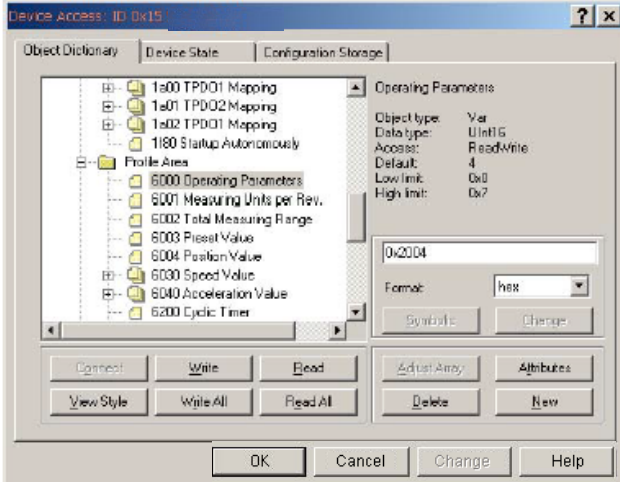 Device Access: ID 0x15
? ×
Object Dictionary
Device State
Configuration Storage
1a00 TPDO1 Mapping
1a01 TPDO2 Mapping
1a02 TPDO1 Mapping
1f80 Startup Autonomously
Profile Area
6000 Operating Parameters
6001 Measuring Units per Rev.
6002 Total Measuring Range
6003 Preset Value
6004 Position Value
6030 Speed Value
6040 Acceleration Value
6200 Cyclic Timer
Operating Parameters
Object type: Var
Data type: UInt16
Access: ReadWrite
Default: 4
Low limit: 0x0
High limit: 0x7
0x2004
Format: hex
Symbolic
Change
Connect
Write
Read
Adjust Array
Attributes
View Style
Write All
Read All
Delete
New
OK
Cancel
Change
Help